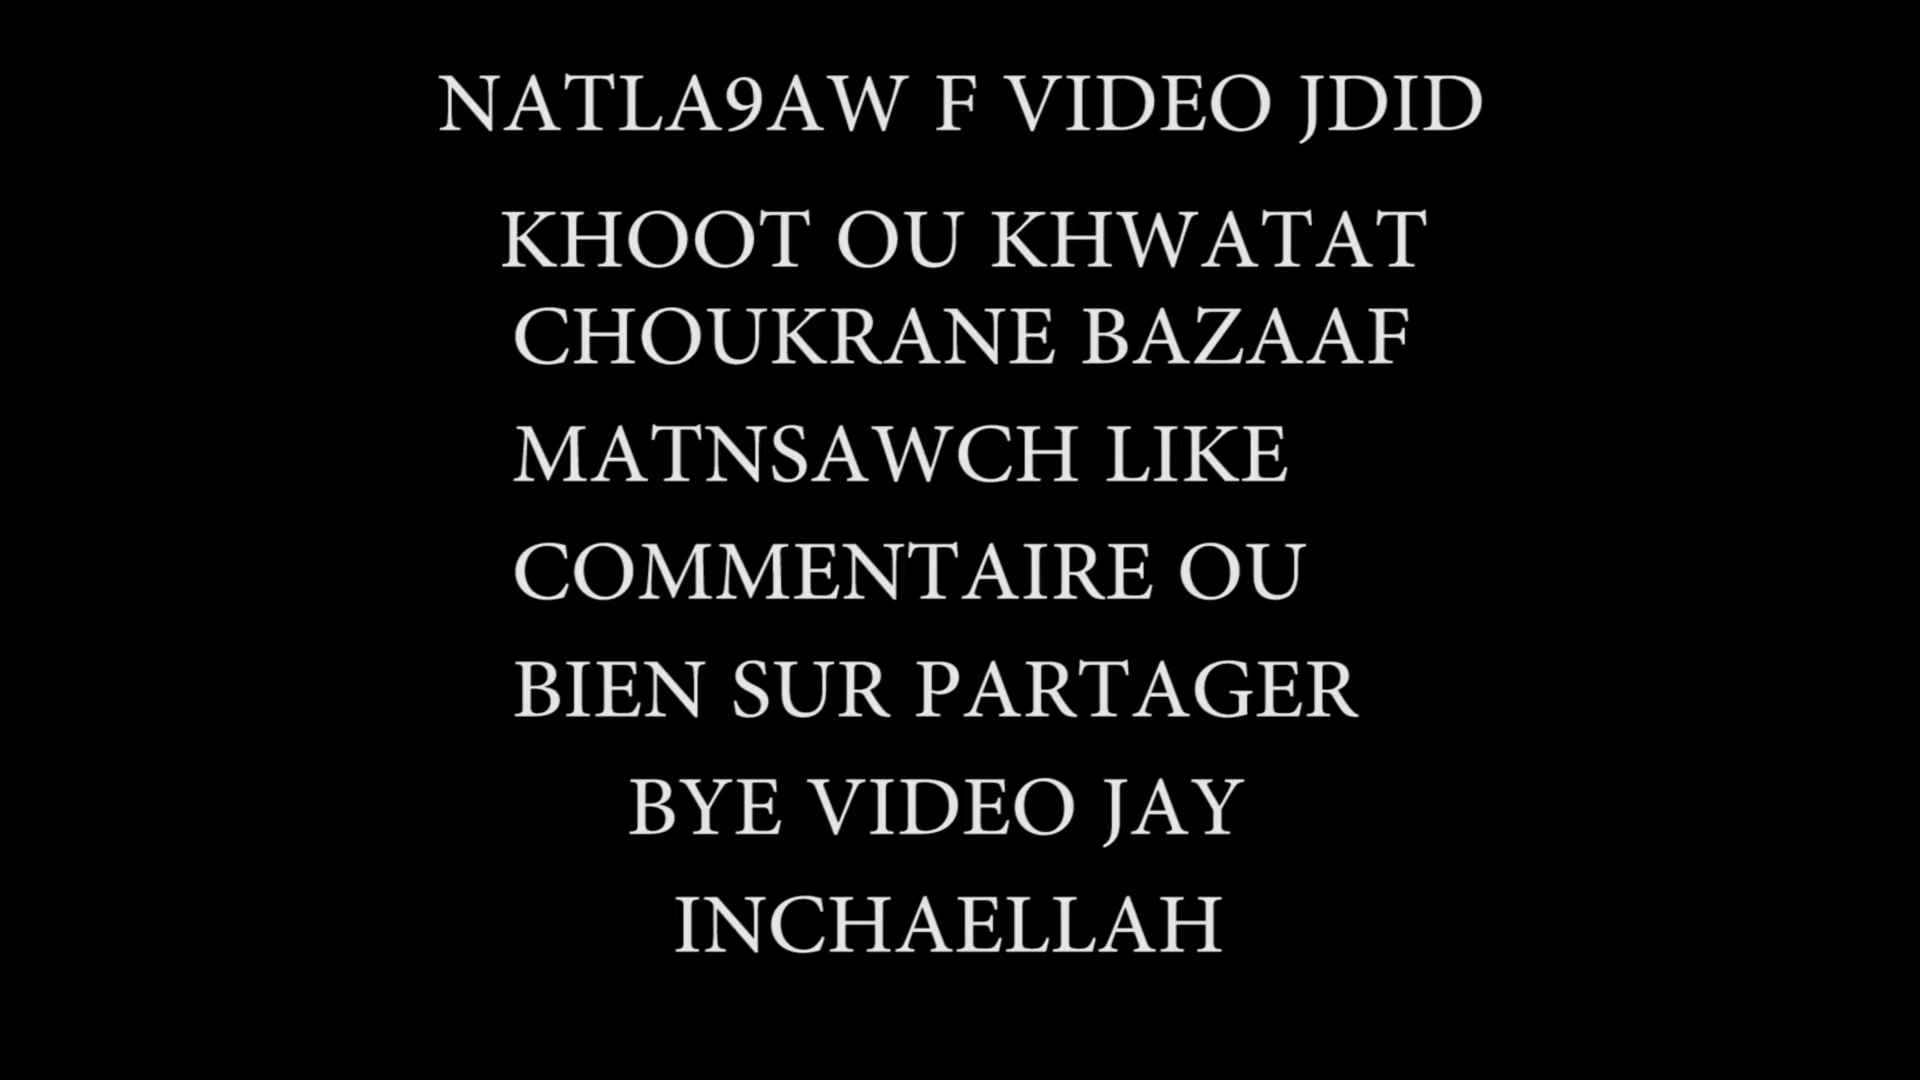 NATLA9AW F VIDEO JDID
KHOOT OU KHWATAT
CHOUKRANE BAZAAF
MATNSAWCH LIKE
COMMENTAIRE OU
BIEN SUR PARTAGER
BYE VIDEO JAY
INCHAELLAH